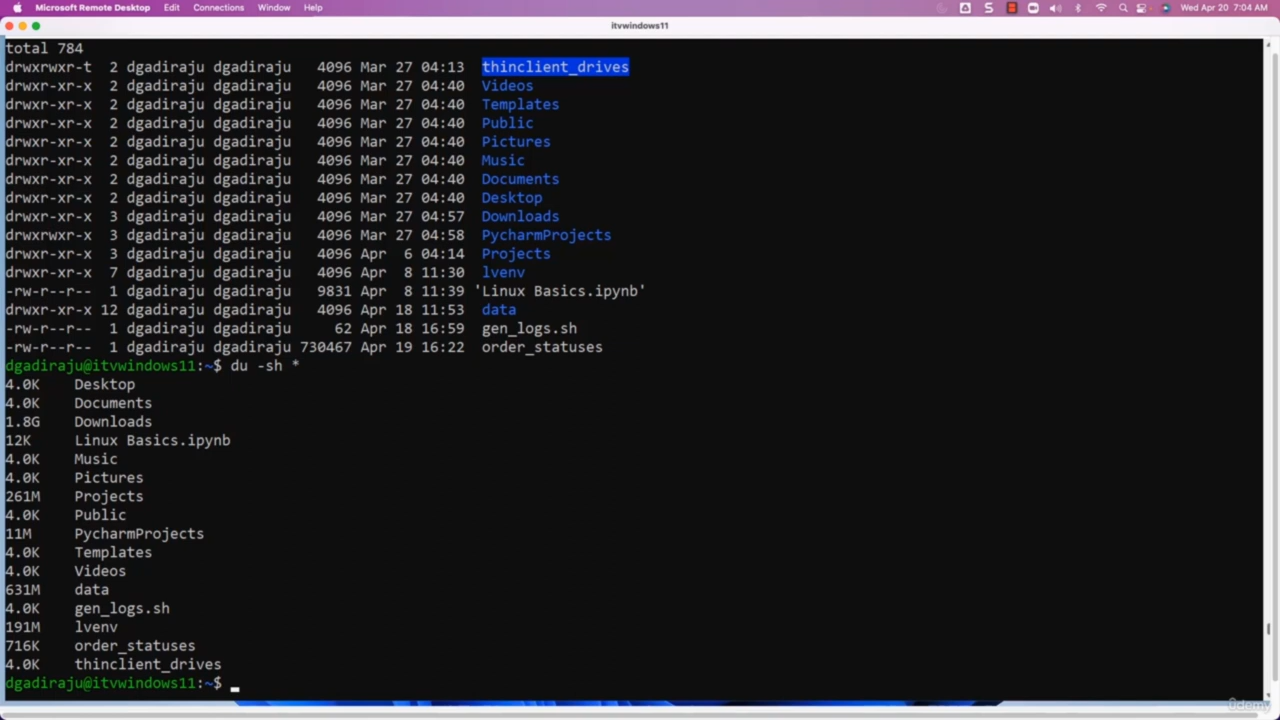 Microsoft Remote Desktop Edit Connections Window Help Wed Apr 20 7:04 AM
itvwindows11
total 784
drwxrwxr-t 2 dgadiraju dgadiraju 4096 Mar 27 04:13 thinclient_drives
drwxr-xr-x 2 dgadiraju dgadiraju 4096 Mar 27 04:40 Videos
drwxr-xr-x 2 dgadiraju dgadiraju 4096 Mar 27 04:40 Templates
drwxr-xr-x 2 dgadiraju dgadiraju 4096 Mar 27 04:40 Public
drwxr-xr-x 2 dgadiraju dgadiraju 4096 Mar 27 04:40 Pictures
drwxr-xr-x 2 dgadiraju dgadiraju 4096 Mar 27 04:40 Music
drwxr-xr-x 2 dgadiraju dgadiraju 4096 Mar 27 04:40 Documents
drwxr-xr-x 2 dgadiraju dgadiraju 4096 Mar 27 04:40 Desktop
drwxr-xr-x 3 dgadiraju dgadiraju 4096 Mar 27 04:57 Downloads
drwxrwxr-x 3 dgadiraju dgadiraju 4096 Mar 27 04:58 PycharmProjects
drwxr-xr-x 3 dgadiraju dgadiraju 4096 Apr 6 04:14 Projects
drwxr-xr-x 7 dgadiraju dgadiraju 4096 Apr 8 11:30 lvenv
-rw-r--r-- 1 dgadiraju dgadiraju 9831 Apr 8 11:39 'Linux Basics.ipynb'
drwxr-xr-x 12 dgadiraju dgadiraju 4096 Apr 18 11:53 data
-rw-r--r-- 1 dgadiraju dgadiraju 62 Apr 18 16:59 gen_logs.sh
-rw-r--r-- 1 dgadiraju dgadiraju 730467 Apr 19 16:22 order_statuses
dgadiraju@itvwindows11:~$ du -sh *
4.0K Desktop
4.0K Documents
1.8G Downloads
12K Linux Basics.ipynb
4.0K Music
4.0K Pictures
261M Projects
4.0K Public
11M PycharmProjects
4.0K Templates
4.0K Videos
631M data
4.0K gen_logs.sh
191M lvenv
716K order_statuses
4.0K thinclient_drives
dgadiraju@itvwindows11:~$
ûdemy